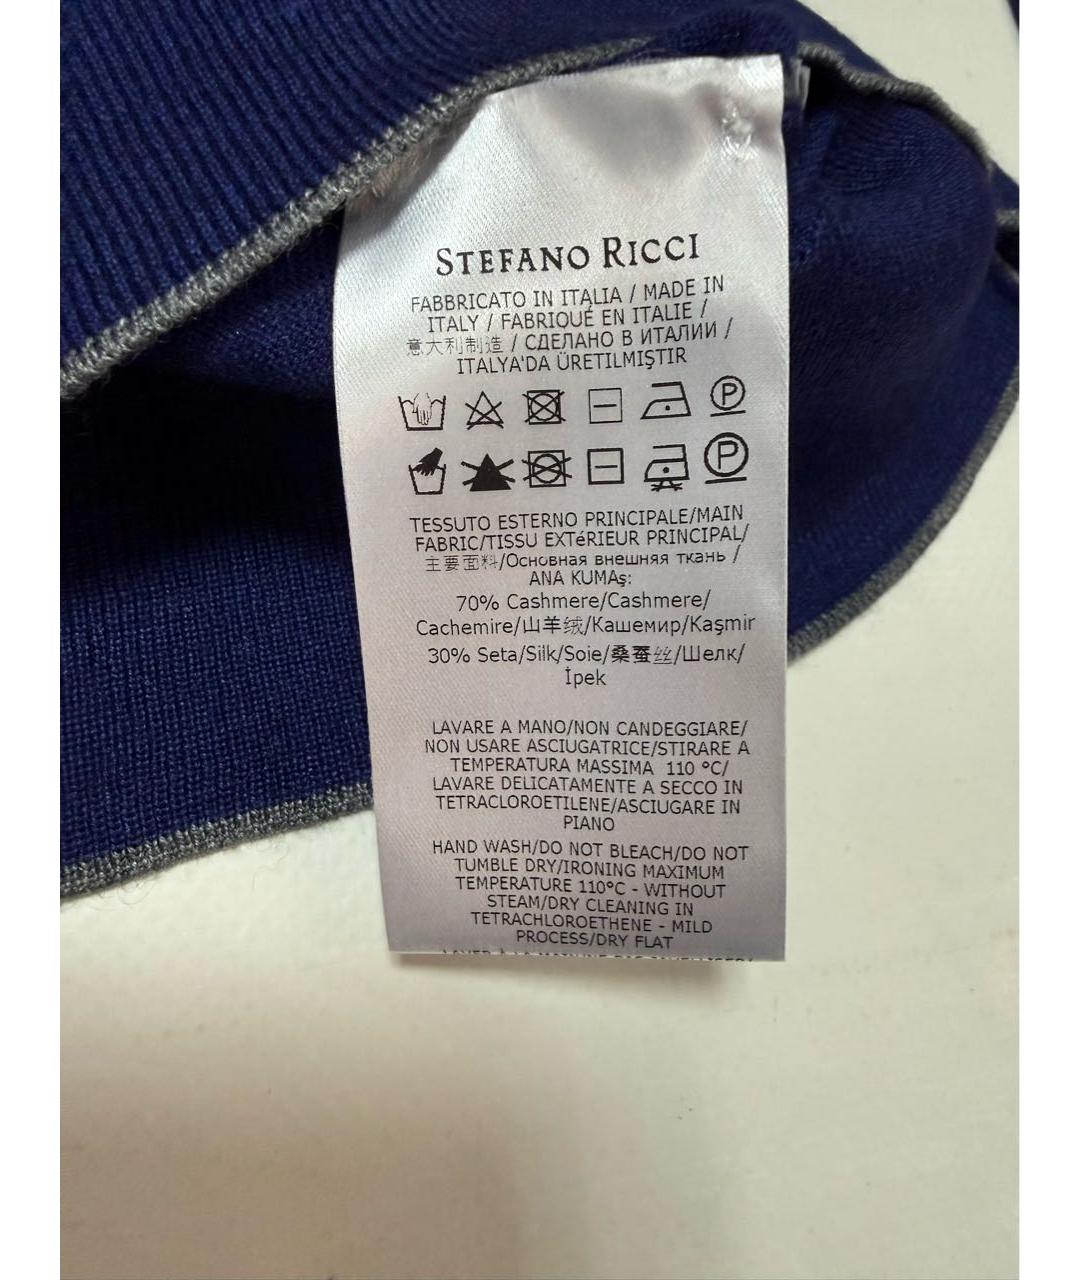 STEFANO RICCI
FABBRICATO IN ITALIA / MADE IN
ITALY / FABRIQUÉ EN ITALIE /
意大利制造 / СДЕЛАНО В ИТАЛИИ /
ITALYA'DA ÜRETILMIŞTIR
P
P
TESSUTO ESTERNO PRINCIPALE/MAIN
FABRIC/TISSU EXTéRIEUR PRINCIPAL/
主要面料/Основная внешняя ткань /
ANA KUMAş:
70% Cashmere/Cashmere/
Cachemire/山羊绒/Кашемир/Kaşmir
30% Seta/Silk/Soie/桑蚕丝/Шелк/
İpek
LAVARE A MANO/NON CANDEGGIARE/
NON USARE ASCIUGATRICE/STIRARE A
TEMPERATURA MASSIMA 110 °C/
LAVARE DELICATAMENTE A SECCO IN
TETRACLOROETILENE/ASCIUGARE IN
PIANO
HAND WASH/DO NOT BLEACH/DO NOT
TUMBLE DRY/IRONING MAXIMUM
TEMPERATURE 110°C - WITHOUT
STEAM/DRY CLEANING IN
TETRACHLOROETHENE - MILD
PROCESS/DRY FLAT